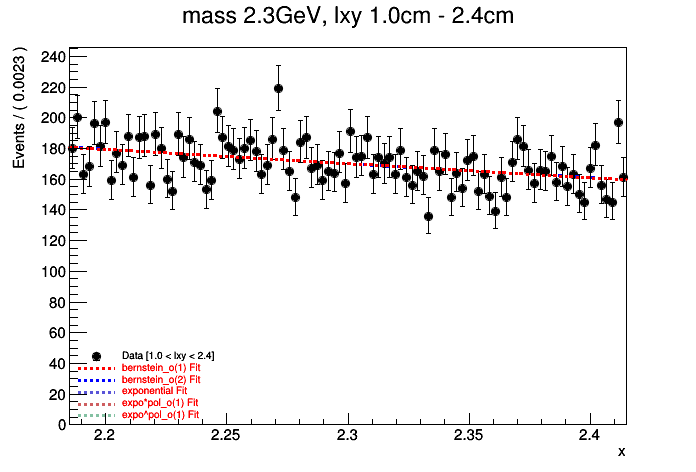 mass 2.3GeV, lxy 1.0cm - 2.4cm
Events / ( 0.0023 )
240
220
200
180
160
140
120
100
80
60
40
20
0
Data [1.0 < lxy < 2.4]
bernstein_o(1) Fit
bernstein_o(2) Fit
exponential Fit
expo*pol_o(1) Fit
expo^pol_o(1) Fit
2.2 2.25 2.3 2.35 2.4
x